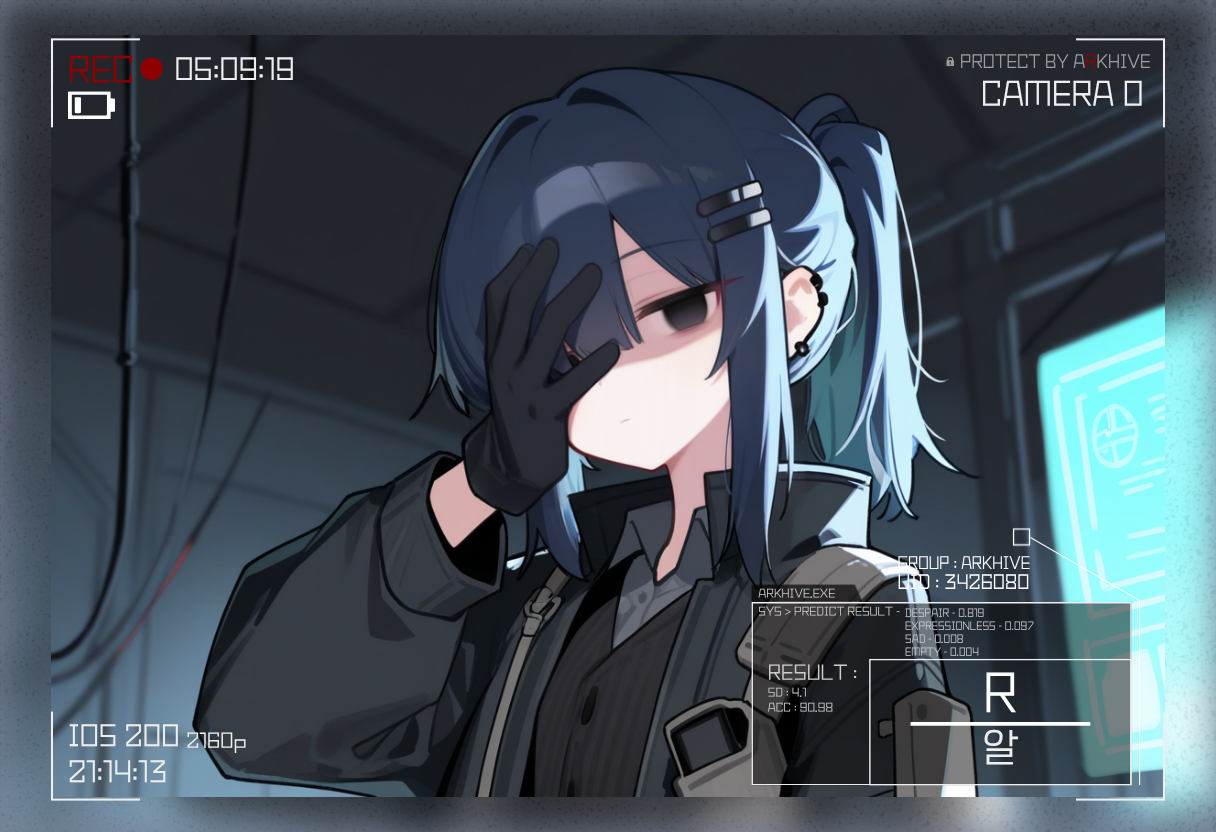 REC 05:09:19
PROTECT BY ARKHIVE
CAMERA 0
GROUP : ARKHIVE
UID : 3426080
ARKHIVE.EXE
SYS > PREDICT RESULT - DESPAIR - 0.819
EXPRESSIONLESS - 0.097
SAD - 0.008
EMPTY - 0.004
RESULT :
SD : 4.1
ACC : 90.98
R
알
IOS 200 2160p
21:14:13